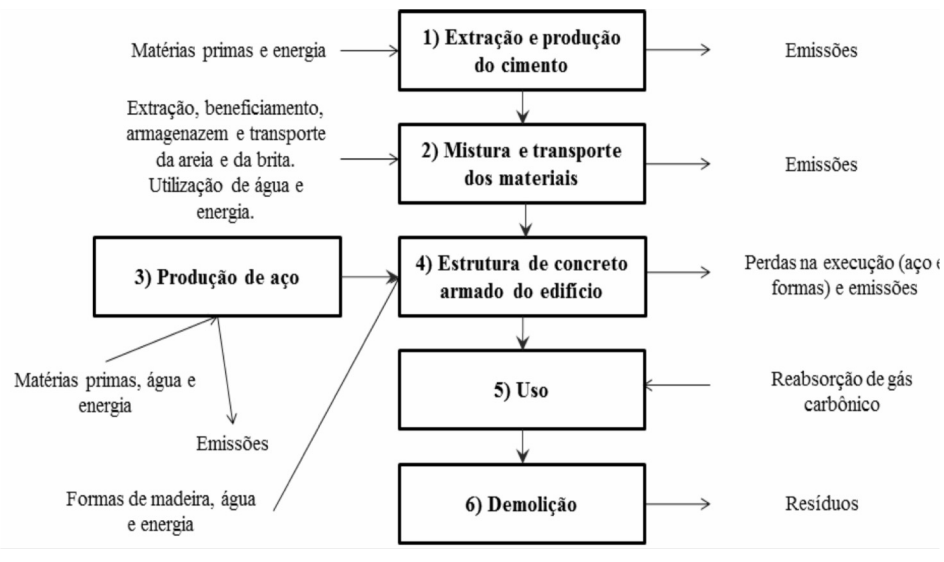 Matérias primas e energia
1) Extração e produção
do cimento
Emissões
Extração, beneficiamento,
armagenazem e transporte
da areia e da brita.
Utilização de água e
energia.
2) Mistura e transporte
dos materiais
Emissões
3) Produção de aço
4) Estrutura de concreto
armado do edifício
Perdas na execução (aço e
formas) e emissões
Matérias primas, água e
energia
Emissões
5) Uso
Reabsorção de gás
carbônico
Formas de madeira, água
e energia
6) Demolição
Resíduos